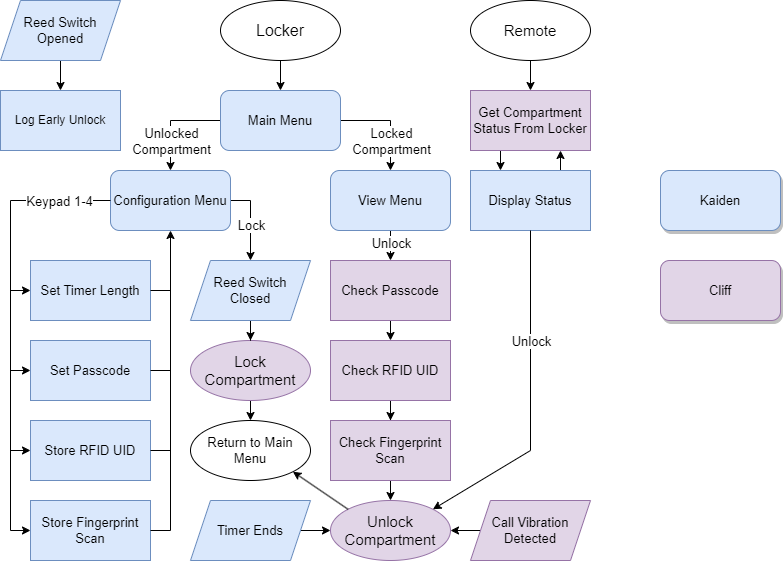 Reed Switch
Opened
Locker
Remote
Log Early Unlock
Main Menu
Get Compartment
Status From Locker
Unlocked
Compartment
Locked
Compartment
Keypad 1-4
Configuration Menu
View Menu
Display Status
Kaiden
Lock
Unlock
Set Timer Length
Reed Switch
Closed
Check Passcode
Cliff
Set Passcode
Lock
Compartment
Check RFID UID
Unlock
Store RFID UID
Return to Main
Menu
Check Fingerprint
Scan
Store Fingerprint
Scan
Timer Ends
Unlock
Compartment
Call Vibration
Detected